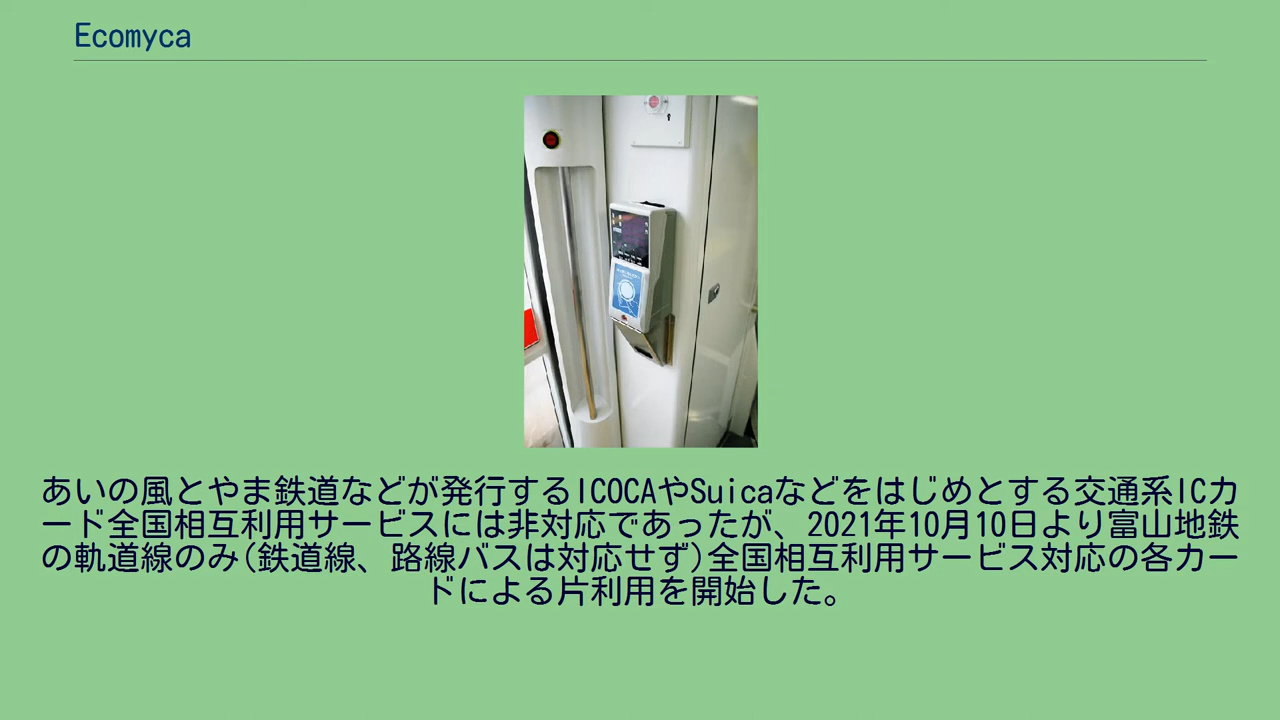 Ecomyca
あいの風とやま鉄道などが発行するICOCAやSuicaなどをはじめとする交通系ICカ
ード全国相互利用サービスには非対応であったが、2021年10月10日より富山地鉄
の軌道線のみ(鉄道線、路線バスは対応せず)全国相互利用サービス対応の各カー
ドによる片利用を開始した。